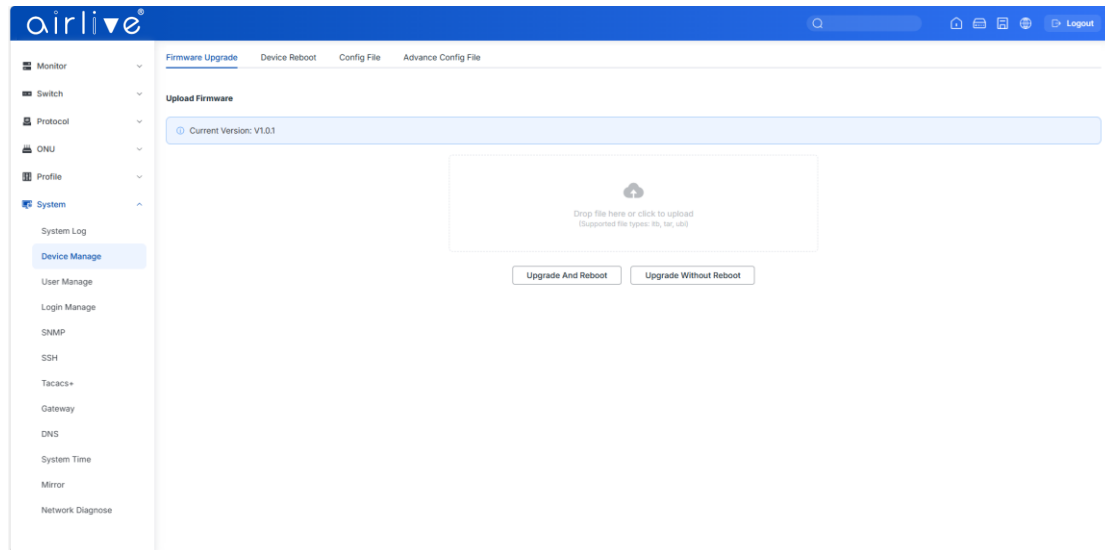 airlive®
Logout
Monitor
Switch
Protocol
ONU
Profile
System
System Log
Device Manage
User Manage
Login Manage
SNMP
SSH
Tacacs+
Gateway
DNS
System Time
Mirror
Network Diagnose
Firmware Upgrade Device Reboot Config File Advance Config File
Upload Firmware
Current Version: V1.0.1
Drop file here or click to upload
(Supported file types: itb, tar, ubi)
Upgrade And Reboot Upgrade Without Reboot